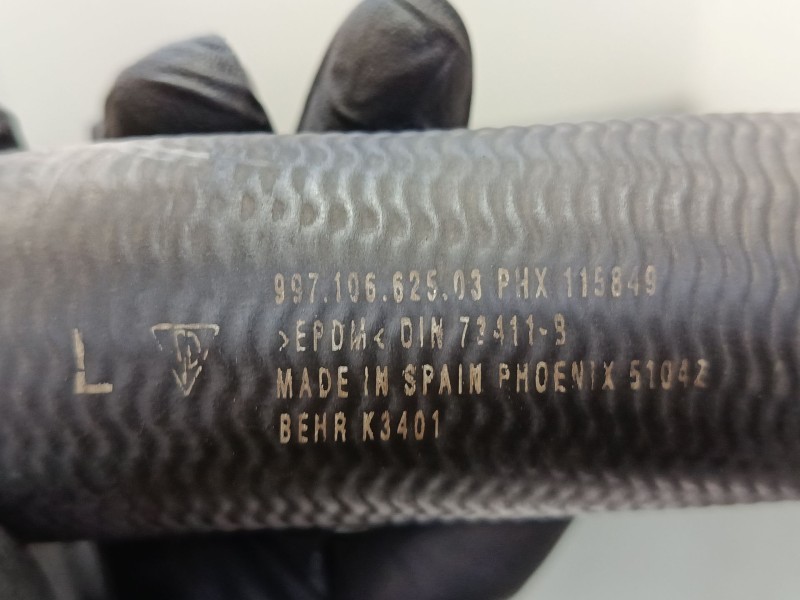 997.106.625.03 PHX 115849
>EPDM< DIN 73411-B
L
MADE IN SPAIN PHOENIX 51042
BEHR K3401